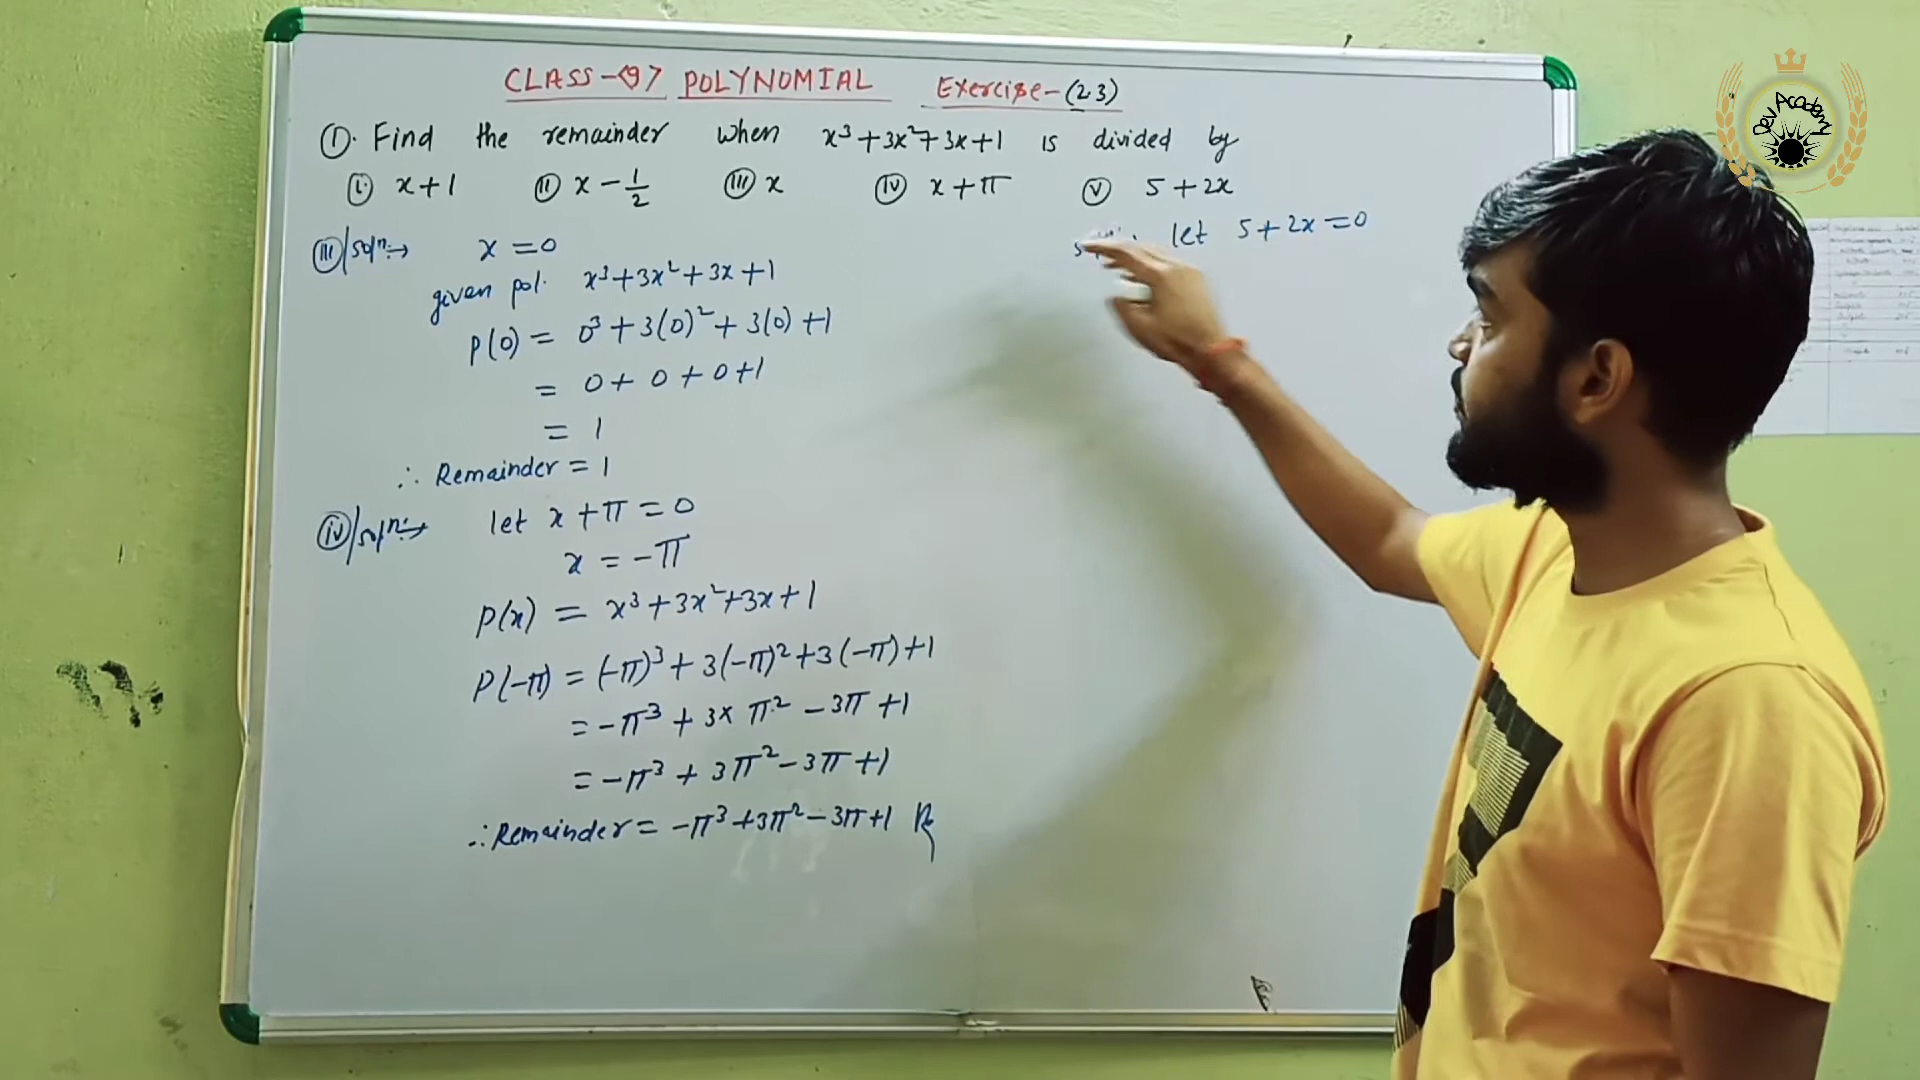 CLASS-<9> POLYNOMIAL Exercise-(2.3)
①. Find the remainder when x³+3x²+3x+1 is divided by
ⓘ x+1 ⓘⓘ x-1/2 ⓘⓘⓘ x ⓘⓥ x+π ⓥ 5+2x
ⓘⓘⓘ/solⁿ:→ x=0
given pol. x³+3x²+3x+1
P(0) = 0³+3(0)²+3(0)+1
= 0+0+0+1
= 1
∴ Remainder = 1
ⓘⓥ/solⁿ:→ let x+π=0
x=-π
P(x) = x³+3x²+3x+1
P(-π) = (-π)³+3(-π)²+3(-π)+1
= -π³+3×π²-3π+1
= -π³+3π²-3π+1
∴ Remainder = -π³+3π²-3π+1
let 5+2x=0
Dev Academy